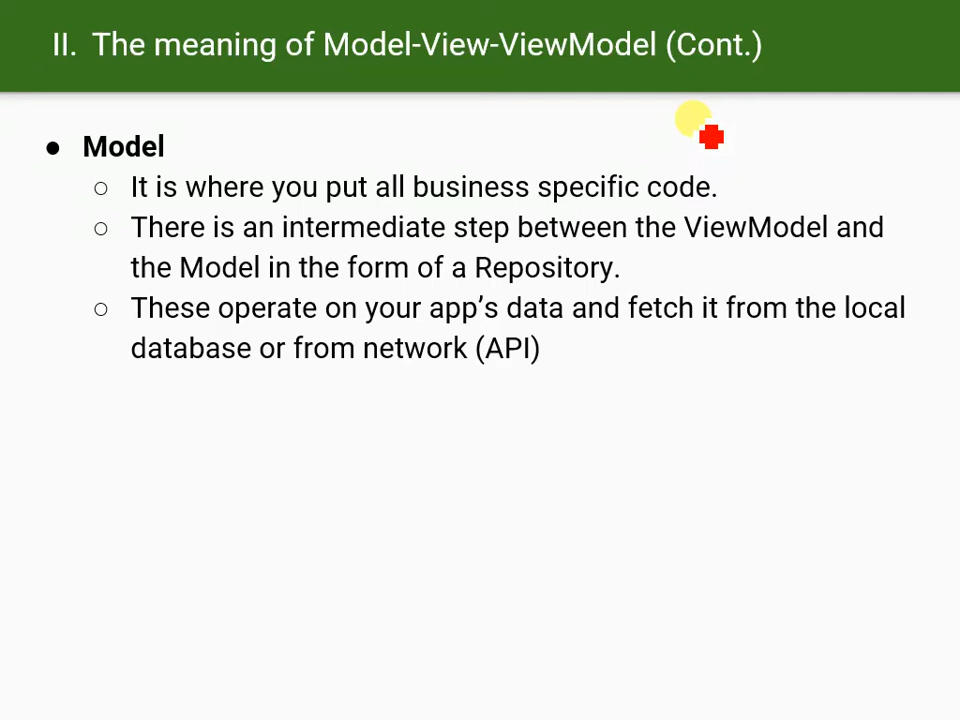 II. The meaning of Model-View-ViewModel (Cont.)
● Model
○ It is where you put all business specific code.
○ There is an intermediate step between the ViewModel and
the Model in the form of a Repository.
○ These operate on your app’s data and fetch it from the local
database or from network (API)